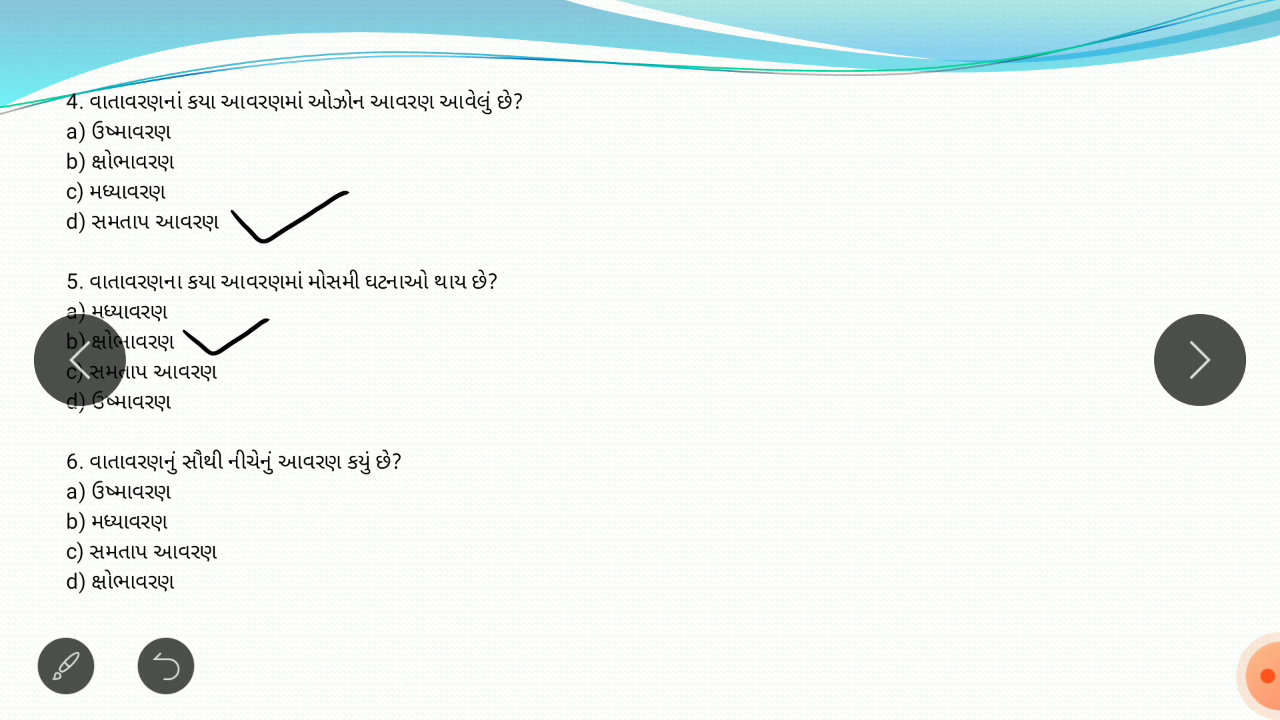 4. વાતાવરણનાં કયા આવરણમાં ઓઝોન આવરણ આવેલું છે?
a) ઉષ્માવરણ
b) ક્ષોભાવરણ
c) મધ્યાવરણ
d) સમતાપ આવરણ
5. વાતાવરણના કયા આવરણમાં મોસમી ઘટનાઓ થાય છે?
a) મધ્યાવરણ
b) ક્ષોભાવરણ
c) સમતાપ આવરણ
d) ઉષ્માવરણ
6. વાતાવરણનું સૌથી નીચેનું આવરણ કયું છે?
a) ઉષ્માવરણ
b) મધ્યાવરણ
c) સમતાપ આવરણ
d) ક્ષોભાવરણ